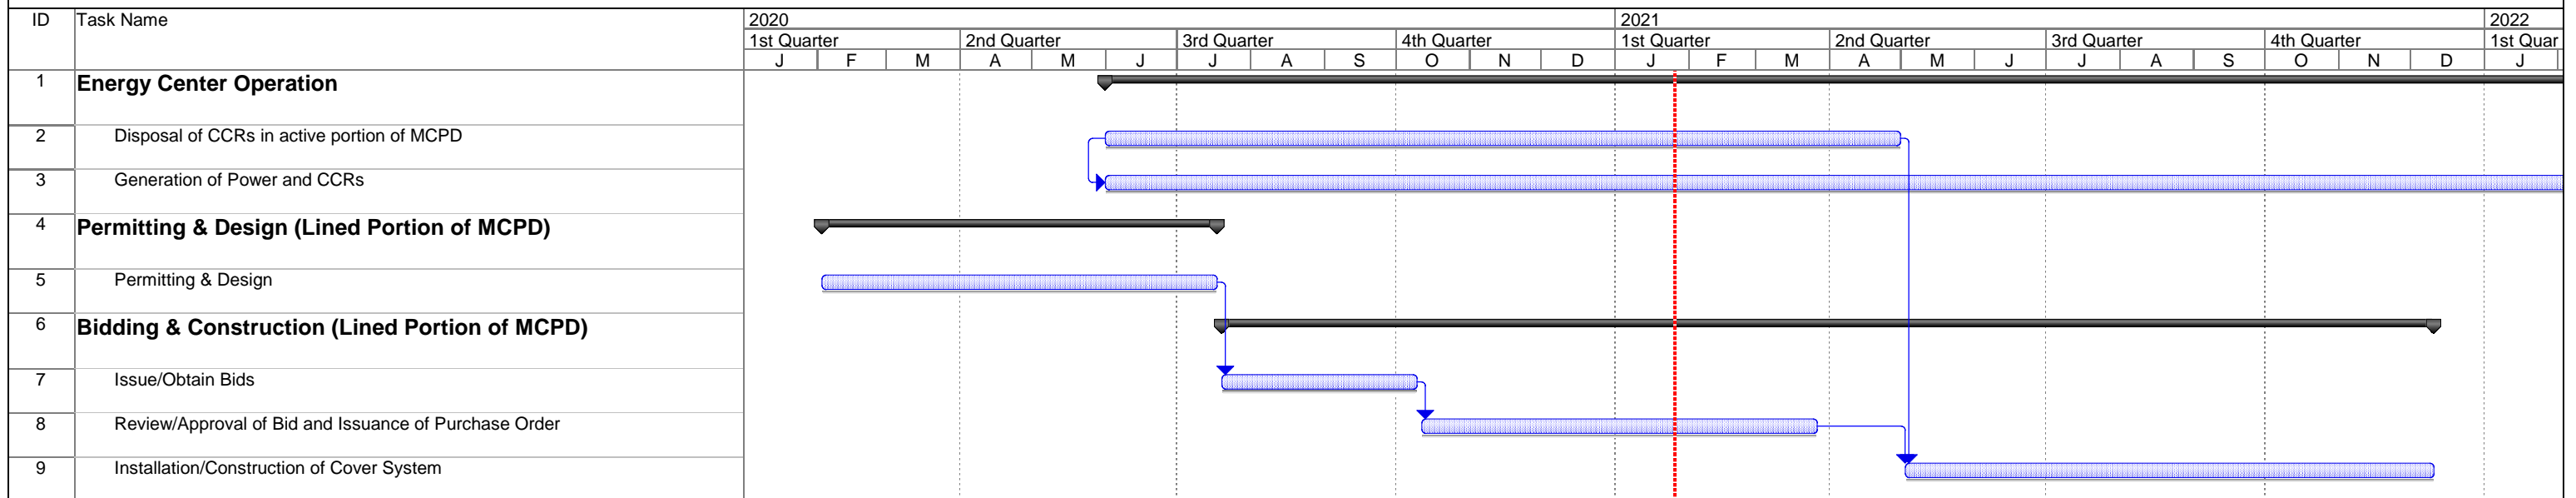 ID Task Name 2020 2021 2022
1st Quarter 2nd Quarter 3rd Quarter 4th Quarter 1st Quarter 2nd Quarter 3rd Quarter 4th Quarter 1st Quar
J F M A M J J A S O N D J F M A M J J A S O N D J
1 Energy Center Operation
2 Disposal of CCRs in active portion of MCPD
3 Generation of Power and CCRs
4 Permitting & Design (Lined Portion of MCPD)
5 Permitting & Design
6 Bidding & Construction (Lined Portion of MCPD)
7 Issue/Obtain Bids
8 Review/Approval of Bid and Issuance of Purchase Order
9 Installation/Construction of Cover System